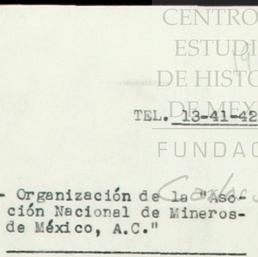 CENTRO
ESTUDI
DE HISTO
DE MEX
TEL. 13-41-42
FUNDAC
- Organización de la "Aso-
ción Nacional de Mineros-
de México, A.C."